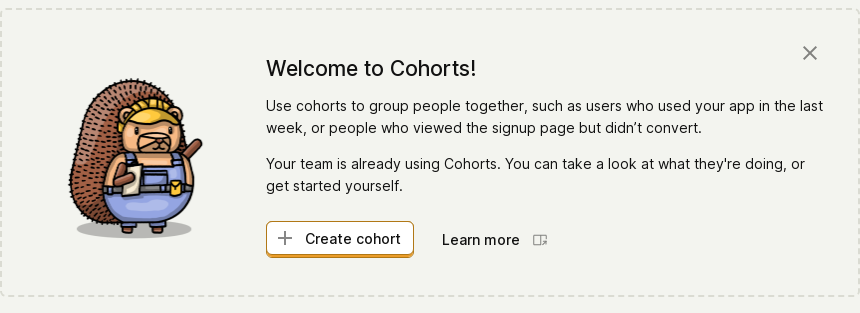 Welcome to Cohorts!
Use cohorts to group people together, such as users who used your app in the last
week, or people who viewed the signup page but didn’t convert.
Your team is already using Cohorts. You can take a look at what they're doing, or
get started yourself.
Create cohort
Learn more